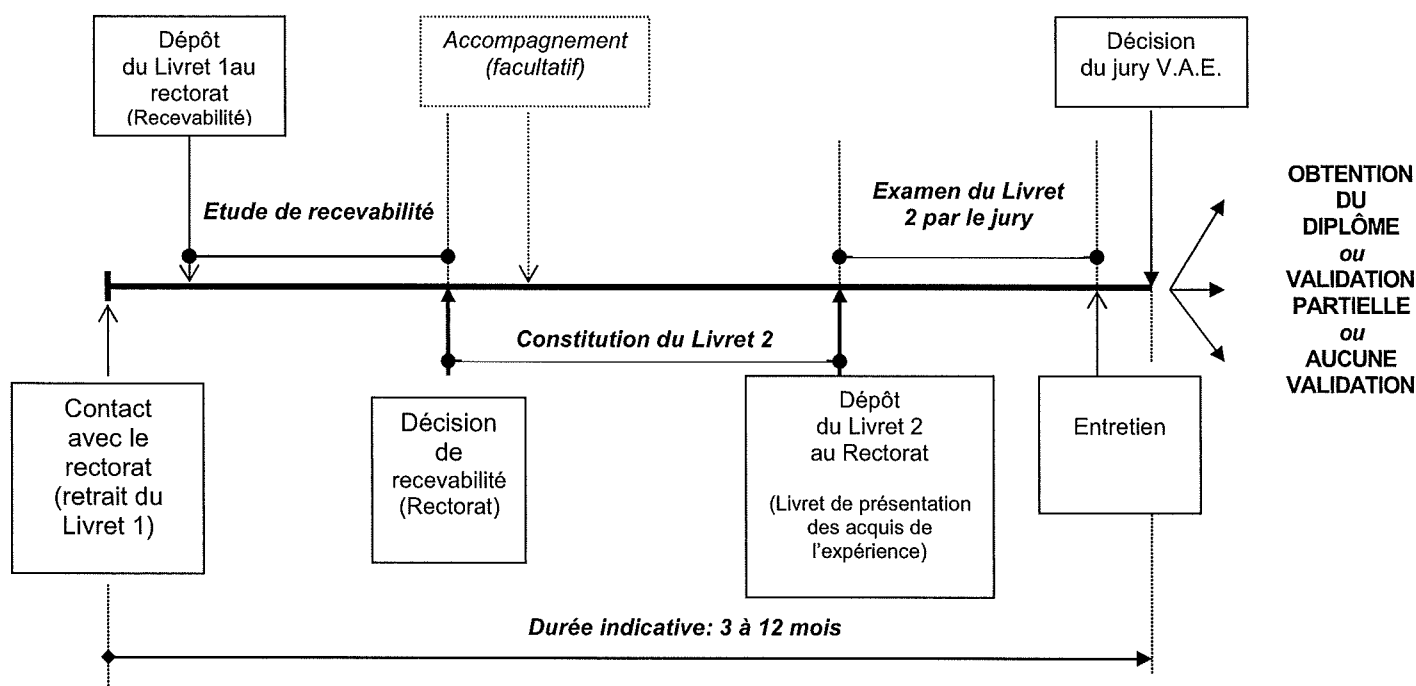 Dépôt
du Livret 1au
rectorat
(Recevabilité)
Accompagnement
(facultatif)
Décision
du jury V.A.E.
Etude de recevabilité
Examen du Livret
2 par le jury
OBTENTION
DU
DIPLÔME
ou
VALIDATION
PARTIELLE
ou
AUCUNE
VALIDATION
Constitution du Livret 2
Contact
avec le
rectorat
(retrait du
Livret 1)
Décision
de
recevabilité
(Rectorat)
Dépôt
du Livret 2
au Rectorat
(Livret de présentation
des acquis de
l'expérience)
Entretien
Durée indicative: 3 à 12 mois